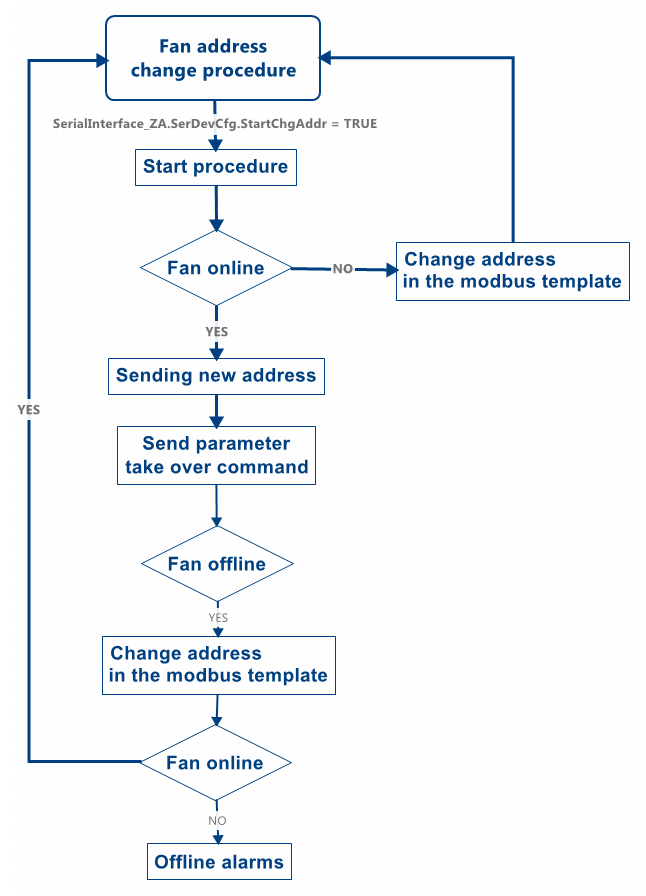 Fan address
change procedure
SerialInterface_ZA.SerDevCfg.StartChgAddr = TRUE
Start procedure
Fan online
NO
Change address
in the modbus template
YES
Sending new address
YES
Send parameter
take over command
Fan offline
YES
Change address
in the modbus template
Fan online
NO
Offline alarms